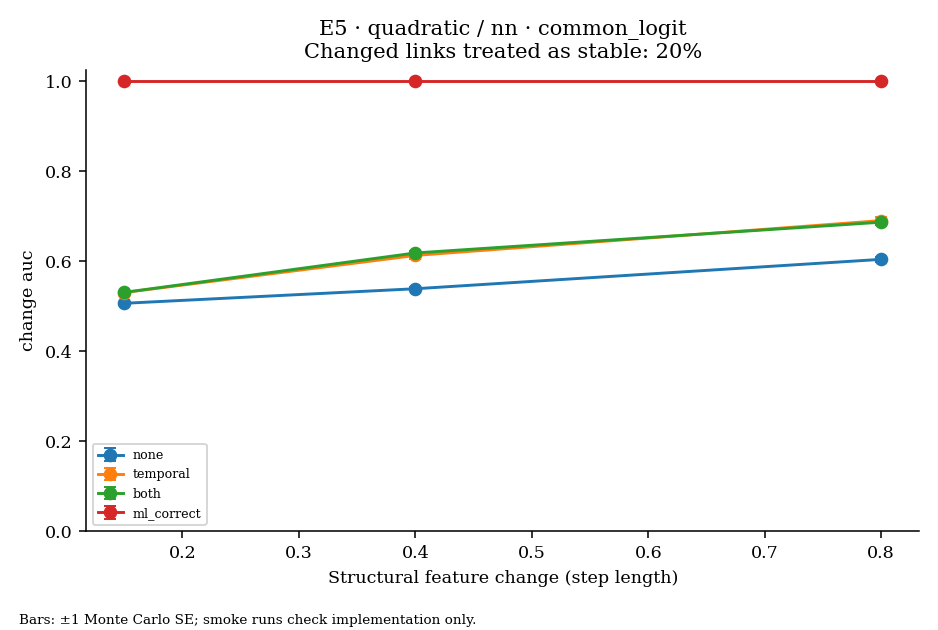 E5 · quadratic / nn · common_logit
Changed links treated as stable: 20%
1.0
0.8
0.6
0.4
0.2
0.0
change auc
none
temporal
both
ml_correct
0.2 0.3 0.4 0.5 0.6 0.7 0.8
Structural feature change (step length)
Bars: ±1 Monte Carlo SE; smoke runs check implementation only.